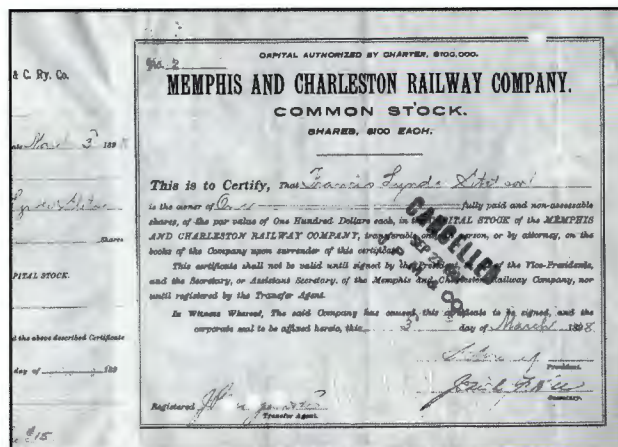 & C. Ry. Co.
March 3 189
Shares
PITAL STOCK.
d the above described Certificate
day of 189
$15
No. 2
CAPITAL AUTHORIZED BY CHARTER, $100,000.
MEMPHIS AND CHARLESTON RAILWAY COMPANY.
COMMON STOCK.
SHARES, $100 EACH.
This is to Certify, That Francis Lynde Stetson
is the owner of One fully paid and non-assessable
shares, of the par value of One Hundred Dollars each, in the CAPITAL STOCK of the MEMPHIS
AND CHARLESTON RAILWAY COMPANY, transferable only in person, or by attorney, on the
books of the Company upon surrender of this certificate.
This certificate shall not be valid until signed by the President of the Vice-Presidents,
and the Secretary, or Assistant Secretary, of the Memphis and Charleston Railway Company, nor
until registered by the Transfer Agent.
In Witness Whereof, The said Company has caused this certificate to be signed, and the
corporate seal to be affixed hereto, this 3d day of March 1898
President.
Secretary.
Registered
Transfer Agent.
CANCELLED
SEP
J. P. M. & CO.